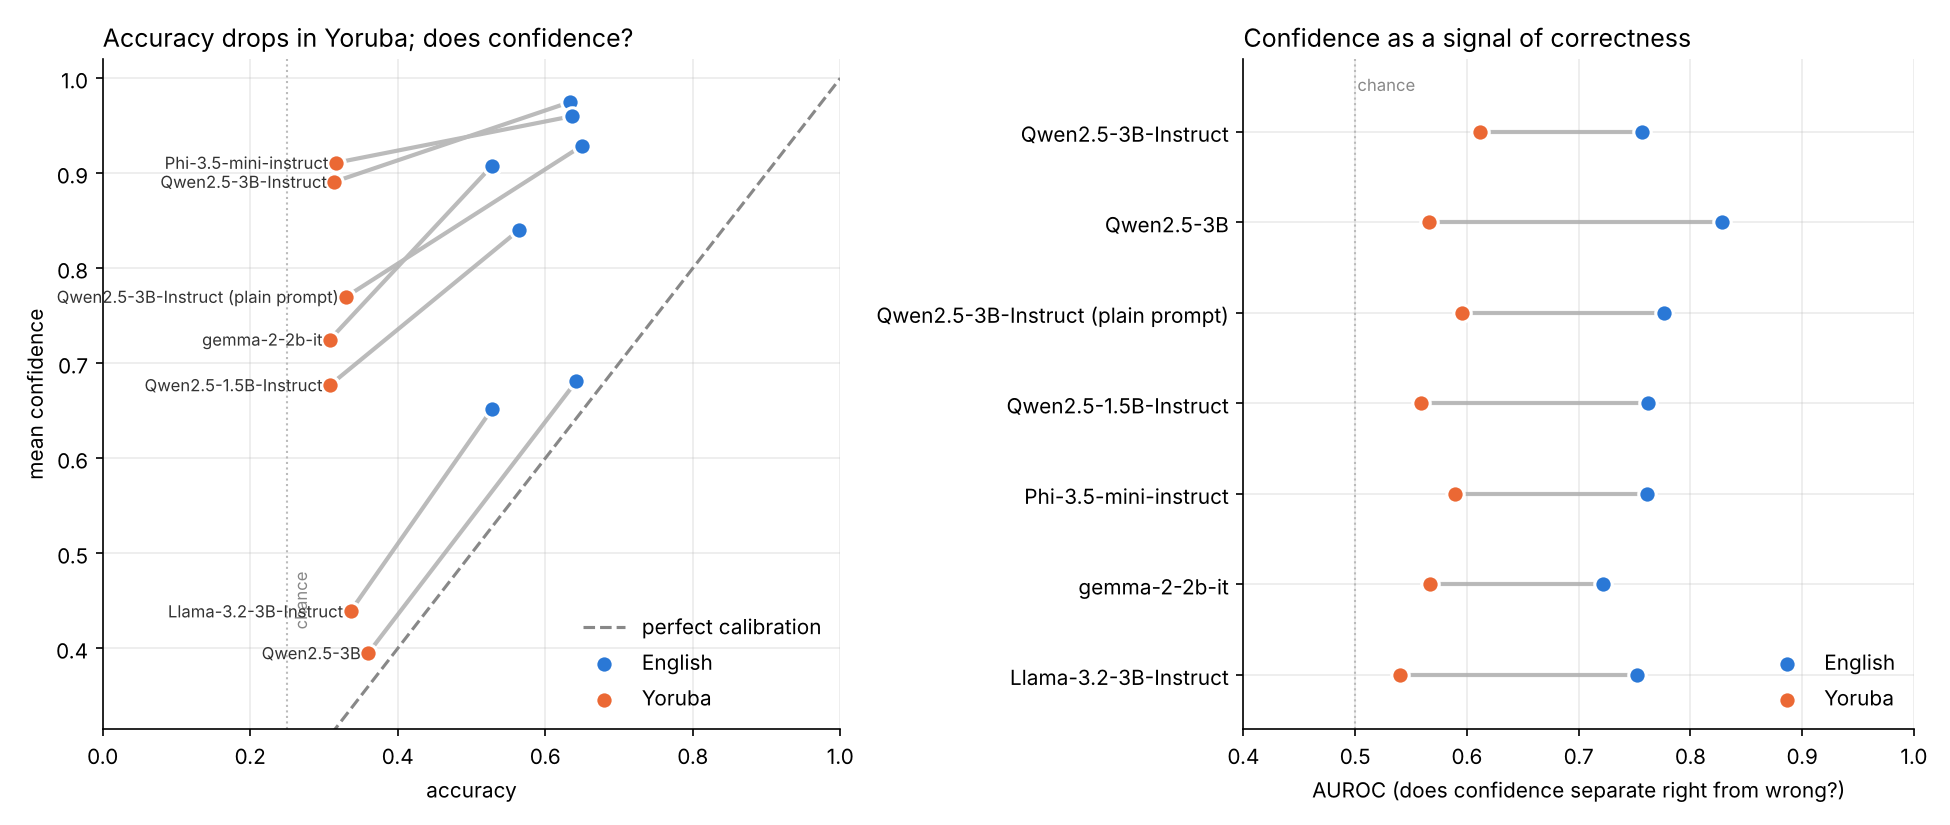 Accuracy drops in Yoruba; does confidence?
mean confidence
1.0
0.9
0.8
0.7
0.6
0.5
0.4
Phi-3.5-mini-instruct
Qwen2.5-3B-Instruct
Qwen2.5-3B-Instruct (plain prompt)
gemma-2-2b-it
Qwen2.5-1.5B-Instruct
chance
Llama-3.2-3B-Instruct
Qwen2.5-3B
perfect calibration
English
Yoruba
0.0
0.2
0.4
0.6
0.8
1.0
accuracy
Confidence as a signal of correctness
chance
Qwen2.5-3B-Instruct
Qwen2.5-3B
Qwen2.5-3B-Instruct (plain prompt)
Qwen2.5-1.5B-Instruct
Phi-3.5-mini-instruct
gemma-2-2b-it
Llama-3.2-3B-Instruct
English
Yoruba
0.4
0.5
0.6
0.7
0.8
0.9
1.0
AUROC (does confidence separate right from wrong?)